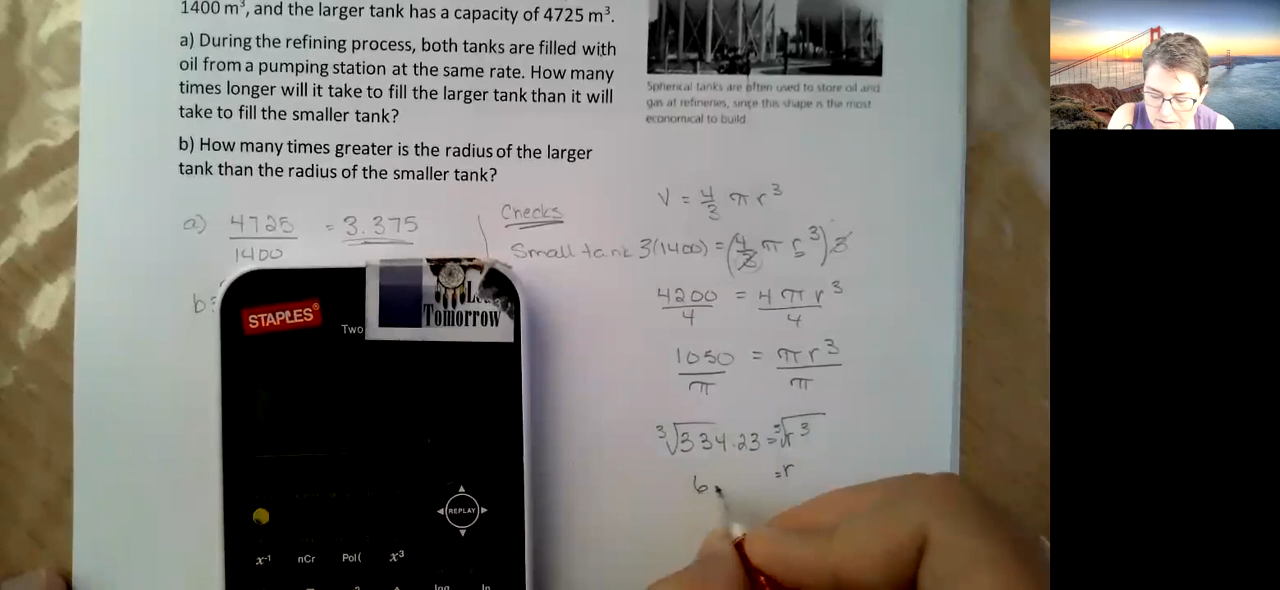 1400 m³, and the larger tank has a capacity of 4725 m³.
a) During the refining process, both tanks are filled with
oil from a pumping station at the same rate. How many
times longer will it take to fill the larger tank than it will
take to fill the smaller tank?
b) How many times greater is the radius of the larger
tank than the radius of the smaller tank?
Spherical tanks are often used to store oil and
gas at refineries, since this shape is the most
economical to build.
a) 4725/1400 = 3.375
b)
Checks
V = 4/3 π r³
Small tank 3(1400) = (4/3 π r³)3
4200/4 = 4πr³/4
1050/π = πr³/π
³√334.23 = ³√r³
6. = r
STAPLES®
Two
Tomorrow
REPLAY
x⁻¹ nCr Pol( x³
log ln